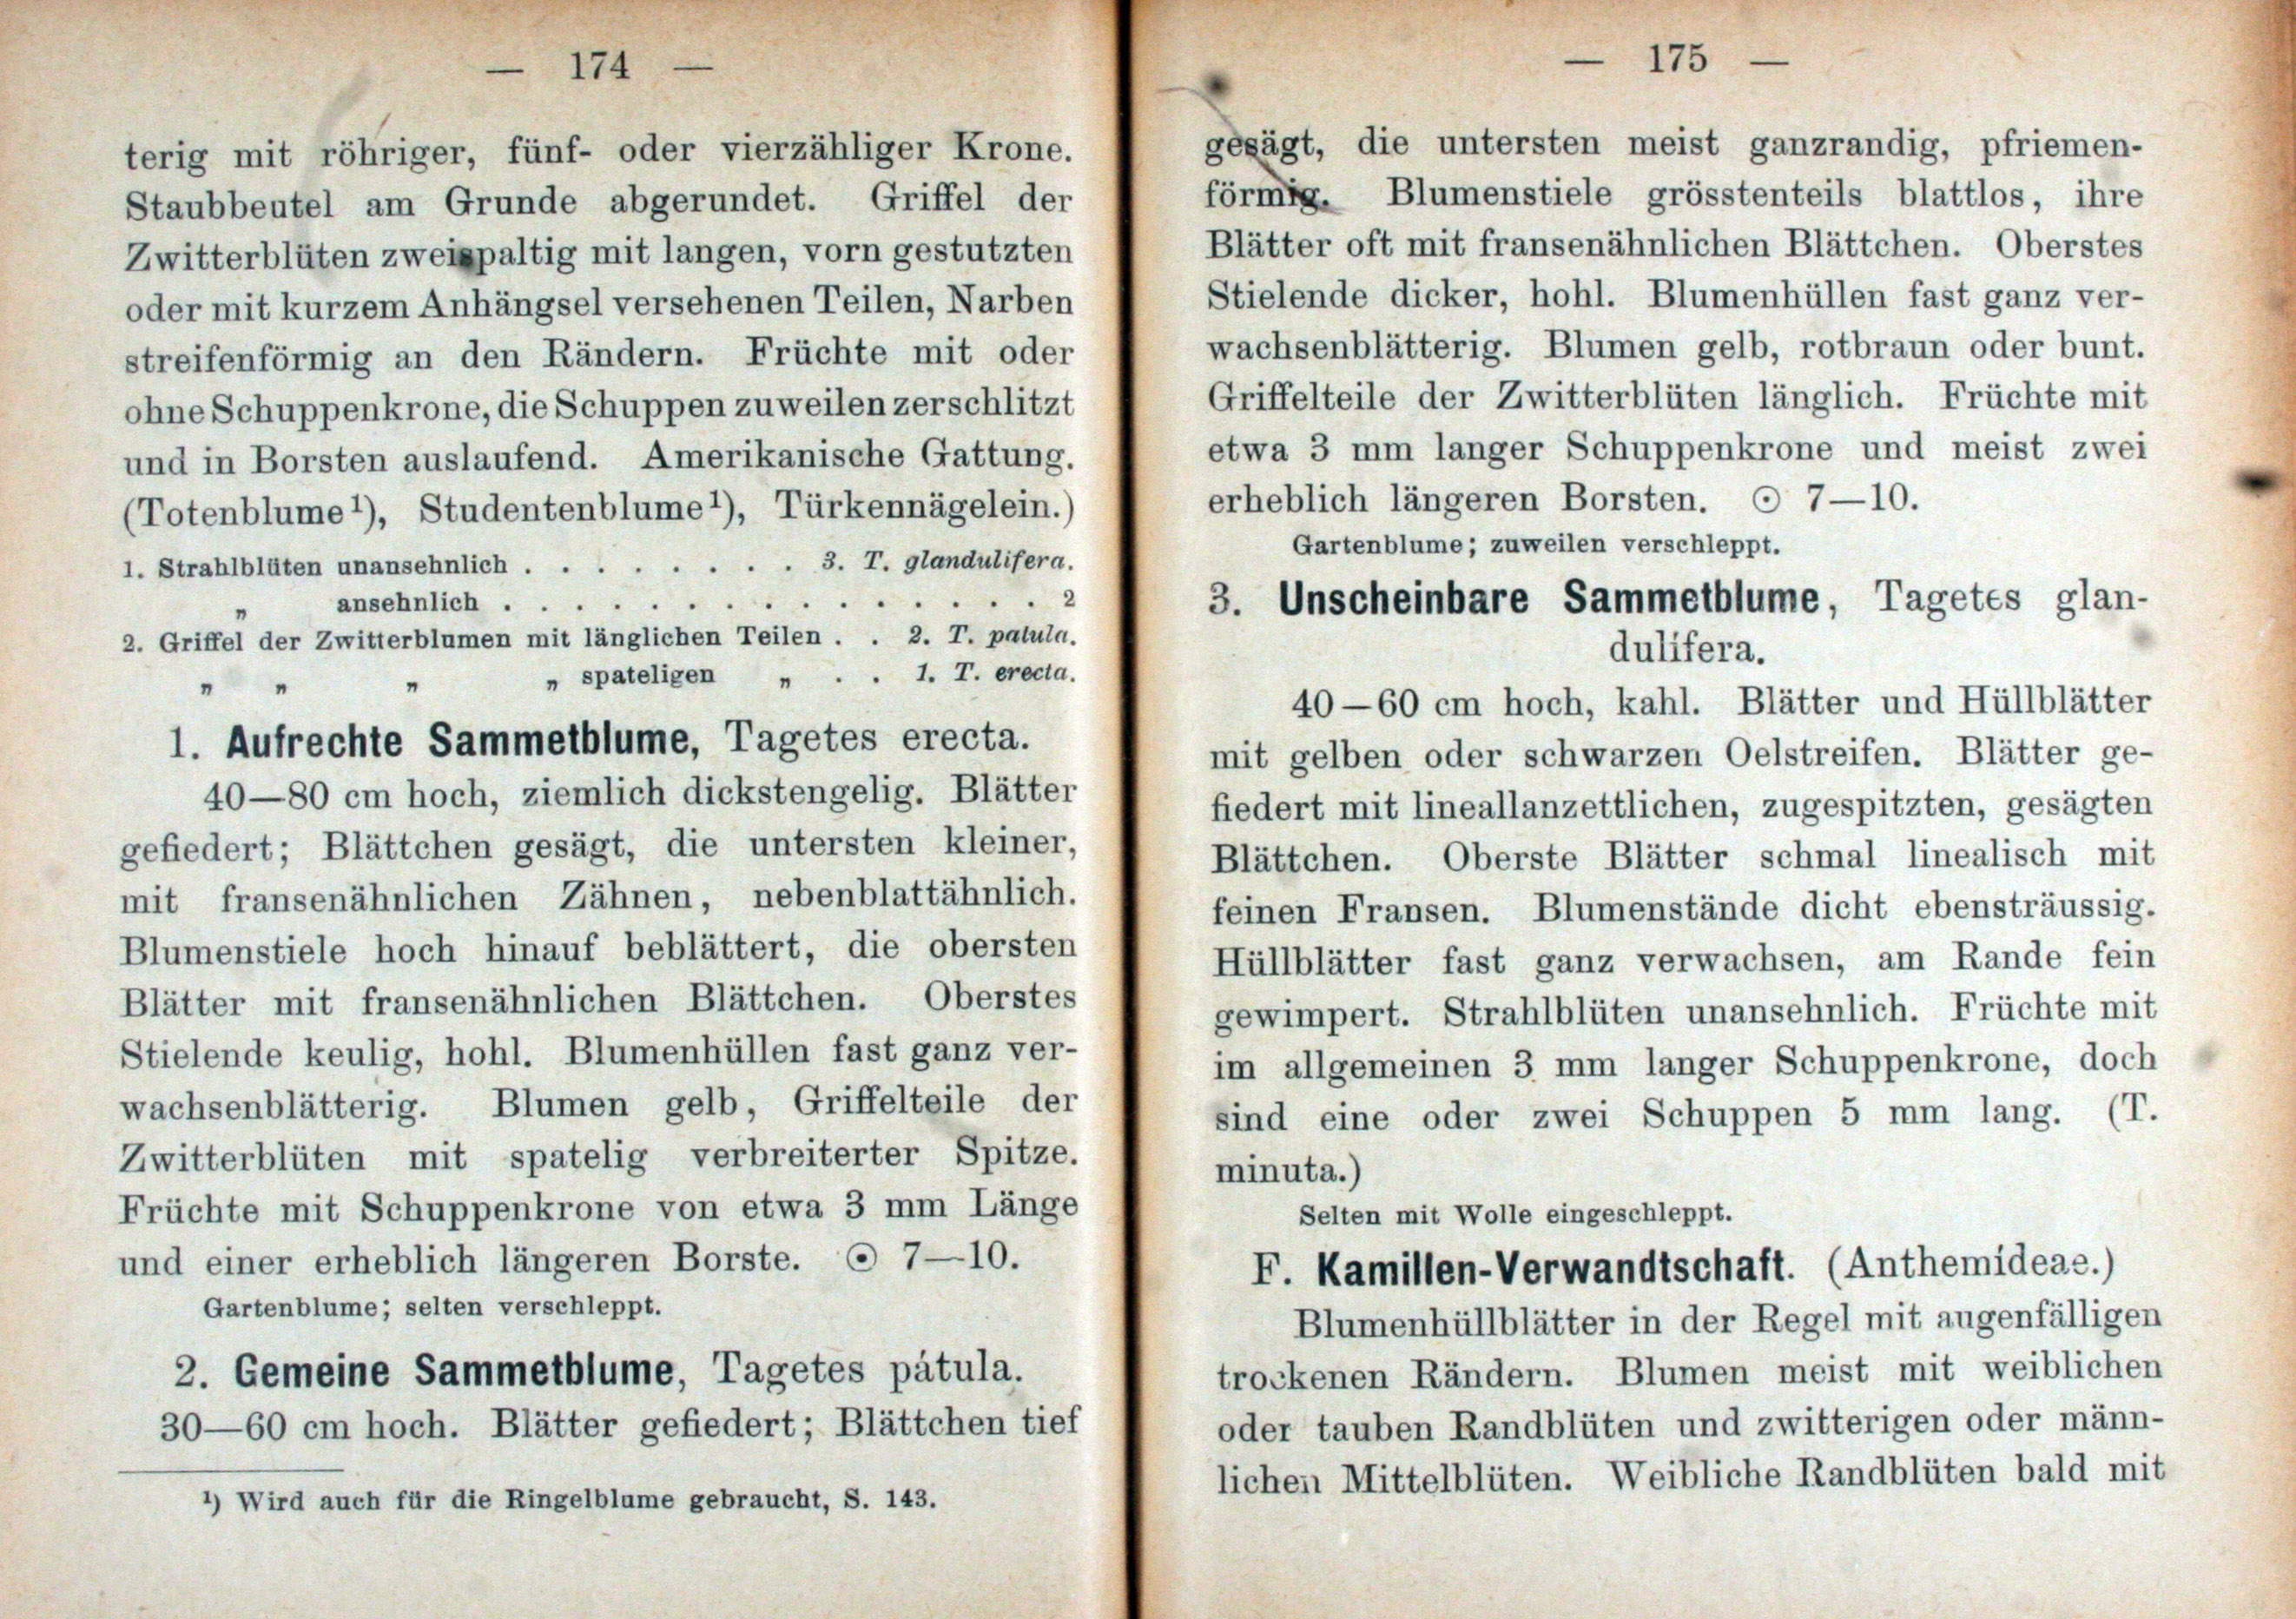 — 174 —
terig mit röhriger, fünf- oder vierzähliger Krone.
Staubbeutel am Grunde abgerundet. Griffel der
Zwitterblüten zweispaltig mit langen, vorn gestutzten
oder mit kurzem Anhängsel versehenen Teilen, Narben
streifenförmig an den Rändern. Früchte mit oder
ohne Schuppenkrone, die Schuppen zuweilen zerschlitzt
und in Borsten auslaufend. Amerikanische Gattung.
(Totenblume¹), Studentenblume¹), Türkennägelein.)
1. Strahlblüten unansehnlich . . . . . . . . 3. T. glandulifera.
„ ansehnlich . . . . . . . . . . . . . . . 2
2. Griffel der Zwitterblumen mit länglichen Teilen . . 2. T. patula.
„ „ „ „ spateligen „ . . 1. T. erecta.
1. Aufrechte Sammetblume, Tagetes erecta.
40—80 cm hoch, ziemlich dickstengelig. Blätter
gefiedert; Blättchen gesägt, die untersten kleiner,
mit fransenähnlichen Zähnen, nebenblattähnlich.
Blumenstiele hoch hinauf beblättert, die obersten
Blätter mit fransenähnlichen Blättchen. Oberstes
Stielende keulig, hohl. Blumenhüllen fast ganz ver-
wachsenblätterig. Blumen gelb, Griffelteile der
Zwitterblüten mit spatelig verbreiterter Spitze.
Früchte mit Schuppenkrone von etwa 3 mm Länge
und einer erheblich längeren Borste. ⊙ 7—10.
Gartenblume; selten verschleppt.
2. Gemeine Sammetblume, Tagetes pátula.
30—60 cm hoch. Blätter gefiedert; Blättchen tief
¹) Wird auch für die Ringelblume gebraucht, S. 143.
— 175 —
gesägt, die untersten meist ganzrandig, pfriemen-
förmig. Blumenstiele grösstenteils blattlos, ihre
Blätter oft mit fransenähnlichen Blättchen. Oberstes
Stielende dicker, hohl. Blumenhüllen fast ganz ver-
wachsenblätterig. Blumen gelb, rotbraun oder bunt.
Griffelteile der Zwitterblüten länglich. Früchte mit
etwa 3 mm langer Schuppenkrone und meist zwei
erheblich längeren Borsten. ⊙ 7—10.
Gartenblume; zuweilen verschleppt.
3. Unscheinbare Sammetblume, Tagetes glan-
dulifera.
40—60 cm hoch, kahl. Blätter und Hüllblätter
mit gelben oder schwarzen Oelstreifen. Blätter ge-
fiedert mit lineallanzettlichen, zugespitzten, gesägten
Blättchen. Oberste Blätter schmal linealisch mit
feinen Fransen. Blumenstände dicht ebensträussig.
Hüllblätter fast ganz verwachsen, am Rande fein
gewimpert. Strahlblüten unansehnlich. Früchte mit
im allgemeinen 3 mm langer Schuppenkrone, doch
sind eine oder zwei Schuppen 5 mm lang. (T.
minuta.)
Selten mit Wolle eingeschleppt.
F. Kamillen-Verwandtschaft. (Anthemideae.)
Blumenhüllblätter in der Regel mit augenfälligen
trockenen Rändern. Blumen meist mit weiblichen
oder tauben Randblüten und zwitterigen oder männ-
lichen Mittelblüten. Weibliche Randblüten bald mit